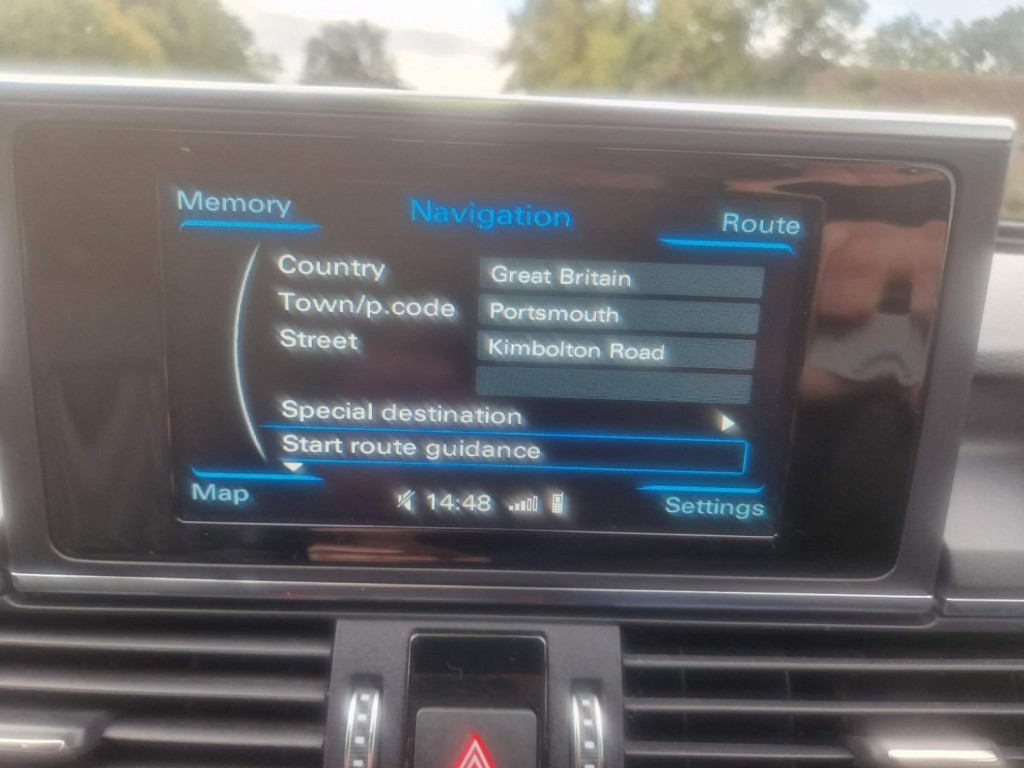 Memory
Navigation
Route
Country
Great Britain
Town/p.code
Portsmouth
Street
Kimbolton Road
Special destination
Start route guidance
Map
14:48
Settings